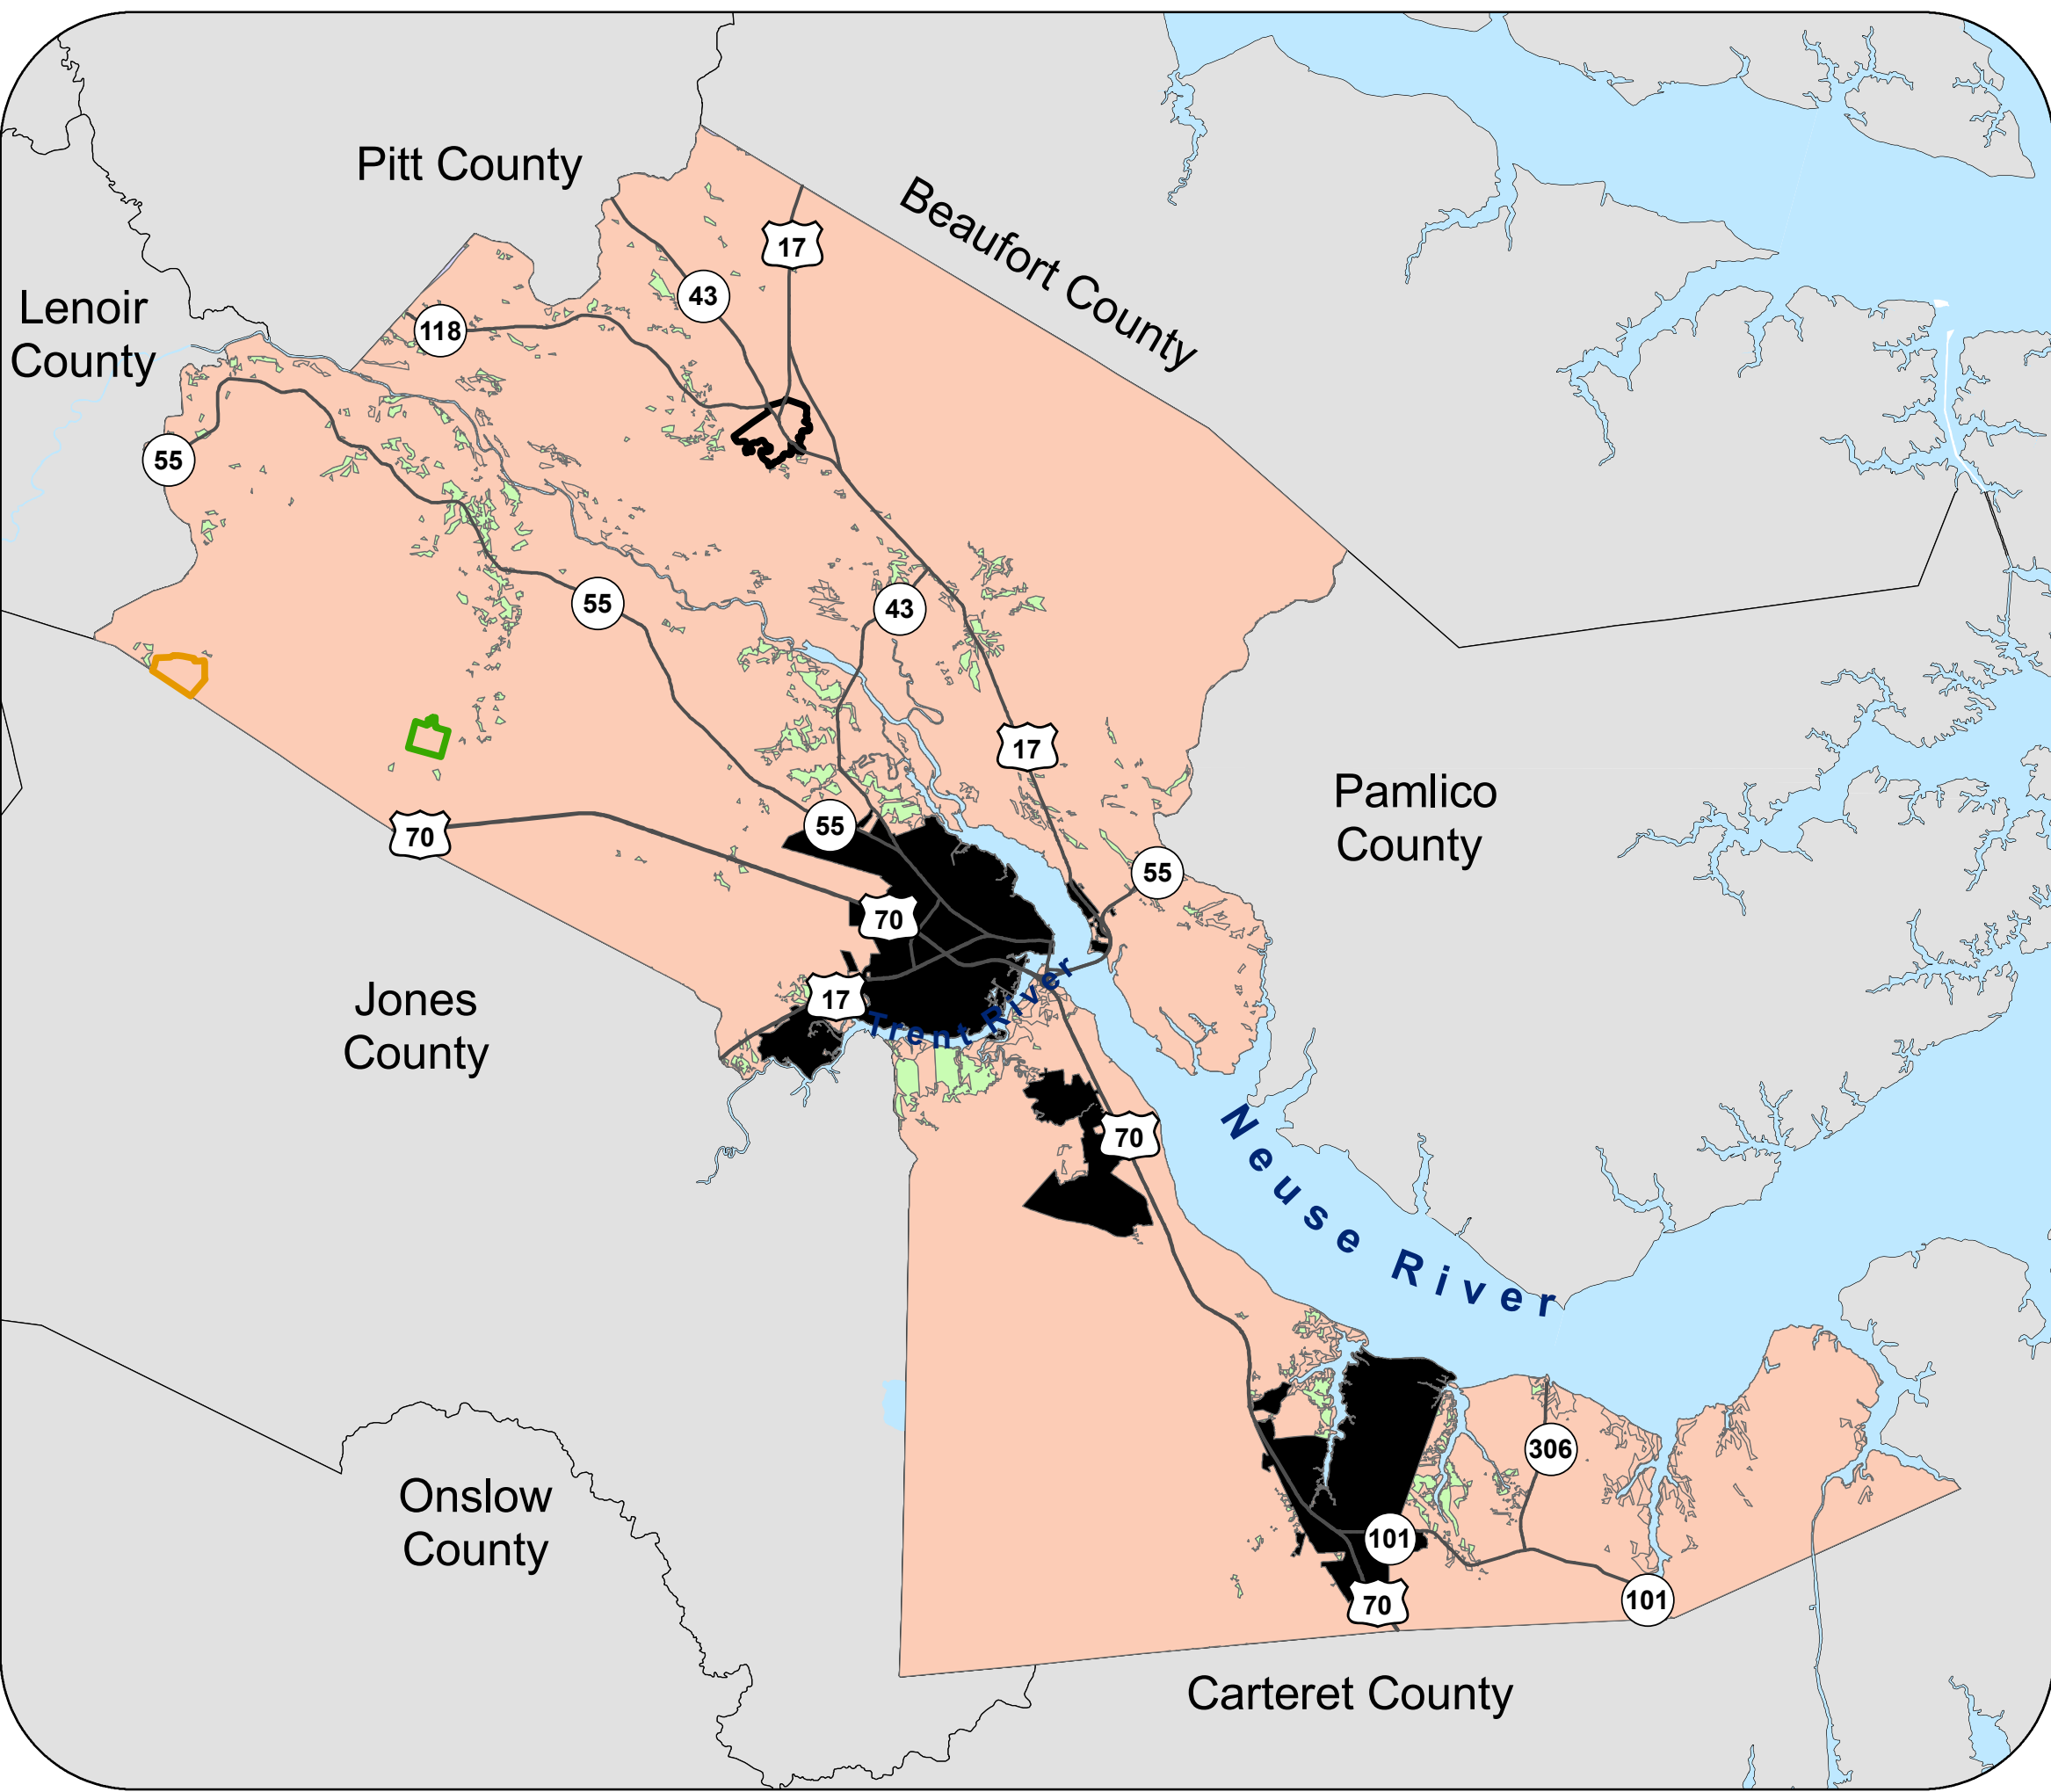 Pitt County
Beaufort County
17
43
Lenoir
County
118
55
55
43
17
Pamlico
County
55
70
55
70
Jones
County
17
Trent River
70
Neuse River
306
Onslow
County
101
101
70
Carteret County